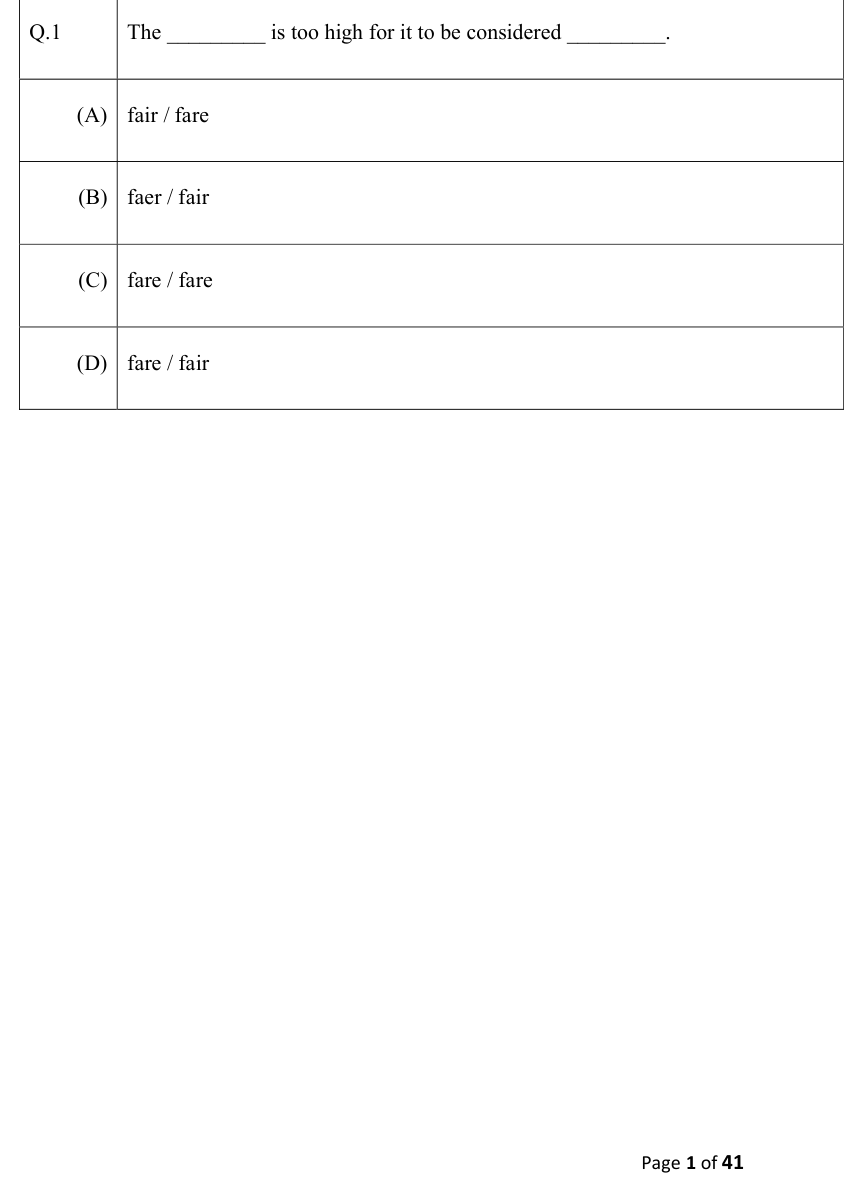 Q.1 The _________ is too high for it to be considered _________.
(A) fair / fare
(B) faer / fair
(C) fare / fare
(D) fare / fair
Page 1 of 41